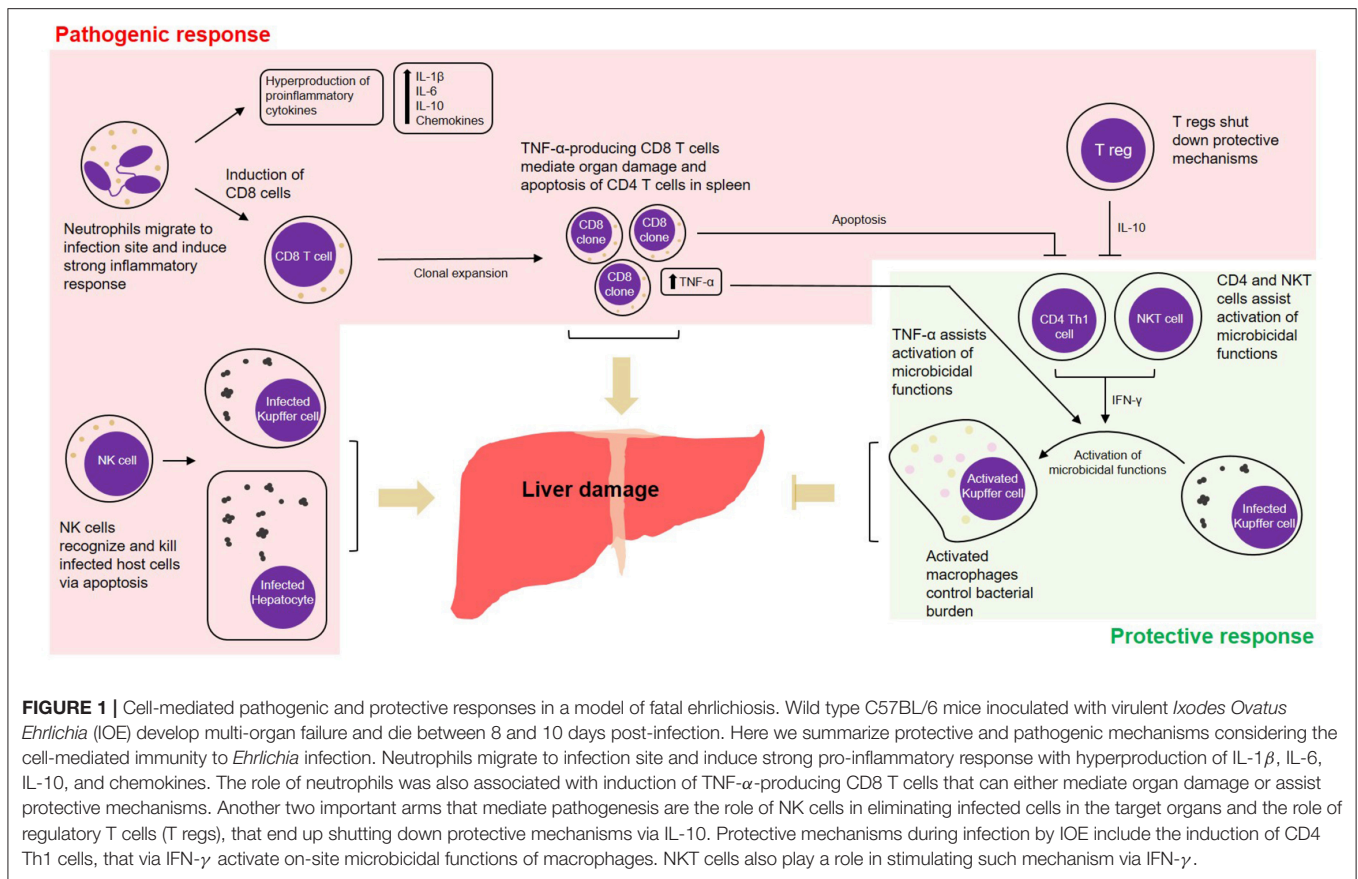 Pathogenic response
Hyperproduction of
proinflammatory
cytokines
IL-1β
IL-6
IL-10
Chemokines
Induction of
CD8 cells
Neutrophils migrate to
infection site and induce
strong inflammatory
response
CD8 T cell
Clonal expansion
TNF-α-producing CD8 T cells
mediate organ damage and
apoptosis of CD4 T cells in spleen
CD8
clone
CD8
clone
CD8
clone
TNF-α
Apoptosis
T reg
T regs shut
down protective
mechanisms
IL-10
CD4 Th1
cell
NKT cell
CD4 and NKT
cells assist
activation of
microbicidal
functions
TNF-α assists
activation of
microbicidal
functions
IFN-γ
Activation of
microbicidal functions
Activated
Kupffer cell
Infected
Kupffer cell
Activated
macrophages
control bacterial
burden
Protective response
NK cell
NK cells
recognize and kill
infected host cells
via apoptosis
Infected
Kupffer cell
Infected
Hepatocyte
Liver damage
FIGURE 1 | Cell-mediated pathogenic and protective responses in a model of fatal ehrlichiosis. Wild type C57BL/6 mice inoculated with virulent Ixodes Ovatus
Ehrlichia (IOE) develop multi-organ failure and die between 8 and 10 days post-infection. Here we summarize protective and pathogenic mechanisms considering the
cell-mediated immunity to Ehrlichia infection. Neutrophils migrate to infection site and induce strong pro-inflammatory response with hyperproduction of IL-1β, IL-6,
IL-10, and chemokines. The role of neutrophils was also associated with induction of TNF-α-producing CD8 T cells that can either mediate organ damage or assist
protective mechanisms. Another two important arms that mediate pathogenesis are the role of NK cells in eliminating infected cells in the target organs and the role of
regulatory T cells (T regs), that end up shutting down protective mechanisms via IL-10. Protective mechanisms during infection by IOE include the induction of CD4
Th1 cells, that via IFN-γ activate on-site microbicidal functions of macrophages. NKT cells also play a role in stimulating such mechanism via IFN-γ.